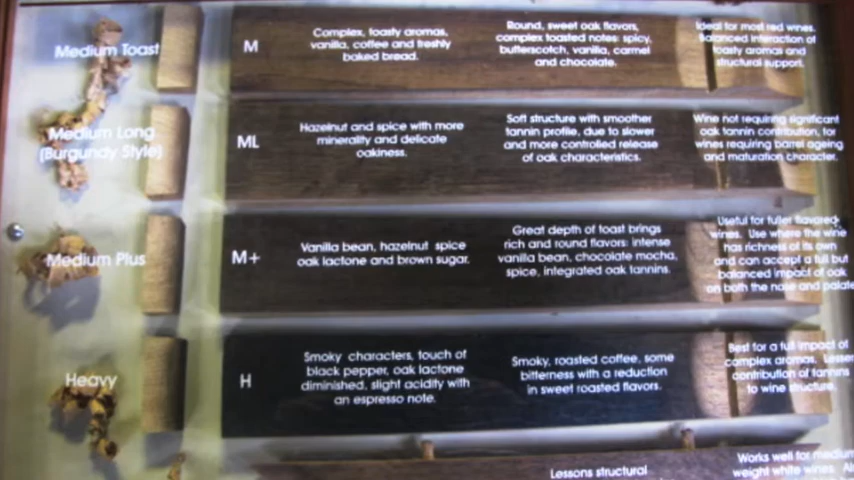 Medium Toast
M
Complex, toasty aromas,
vanilla, coffee and freshly
baked bread.
Round, sweet oak flavors,
complex toasted notes: spicy,
butterscotch, vanilla, carmel
and chocolate.
Ideal for most red wines.
Balanced interaction of
toasty aromas and
structural support.
Medium Long
(Burgundy Style)
ML
Hazelnut and spice with more
minerality and delicate
oakiness.
Soft structure with smoother
tannin profile, due to slower
and more controlled release
of oak characteristics.
Wine not requiring significant
oak tannin contribution, for
wines requiring barrel ageing
and maturation character.
Medium Plus
M+
Vanilla bean, hazelnut spice
oak lactone and brown sugar.
Great depth of toast brings
rich and round flavors: intense
vanilla bean, chocolate mocha,
spice, integrated oak tannins.
Useful for fuller flavored
wines. Use where the wine
has richness of its own
and can accept a full but
balanced impact of oak
on both the nose and palate
Heavy
H
Smoky characters, touch of
black pepper, oak lactone
diminished, slight acidity with
an espresso note.
Smoky, roasted coffee, some
bitterness with a reduction
in sweet roasted flavors.
Best for a full impact of
complex aromas. Lesser
contribution of tannins
to wine structure.
Lessons structural
Works well for medium
weight white wines.